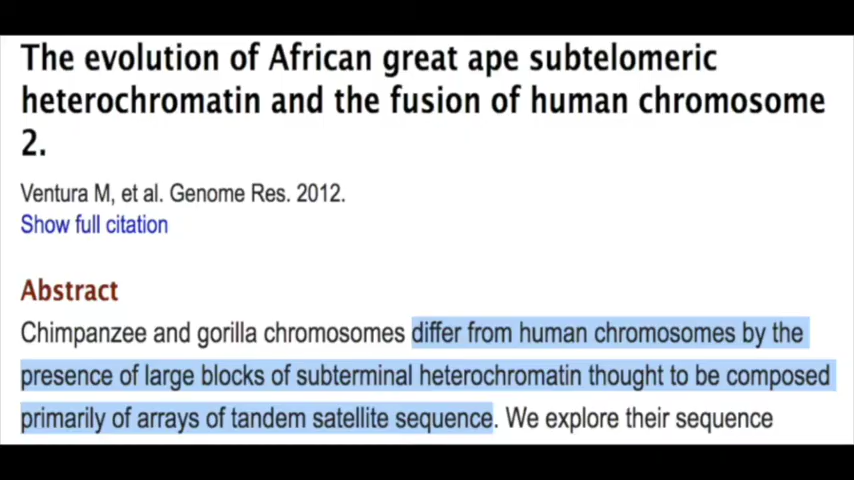 The evolution of African great ape subtelomeric
heterochromatin and the fusion of human chromosome
2.
Ventura M, et al. Genome Res. 2012.
Show full citation
Abstract
Chimpanzee and gorilla chromosomes differ from human chromosomes by the
presence of large blocks of subterminal heterochromatin thought to be composed
primarily of arrays of tandem satellite sequence. We explore their sequence